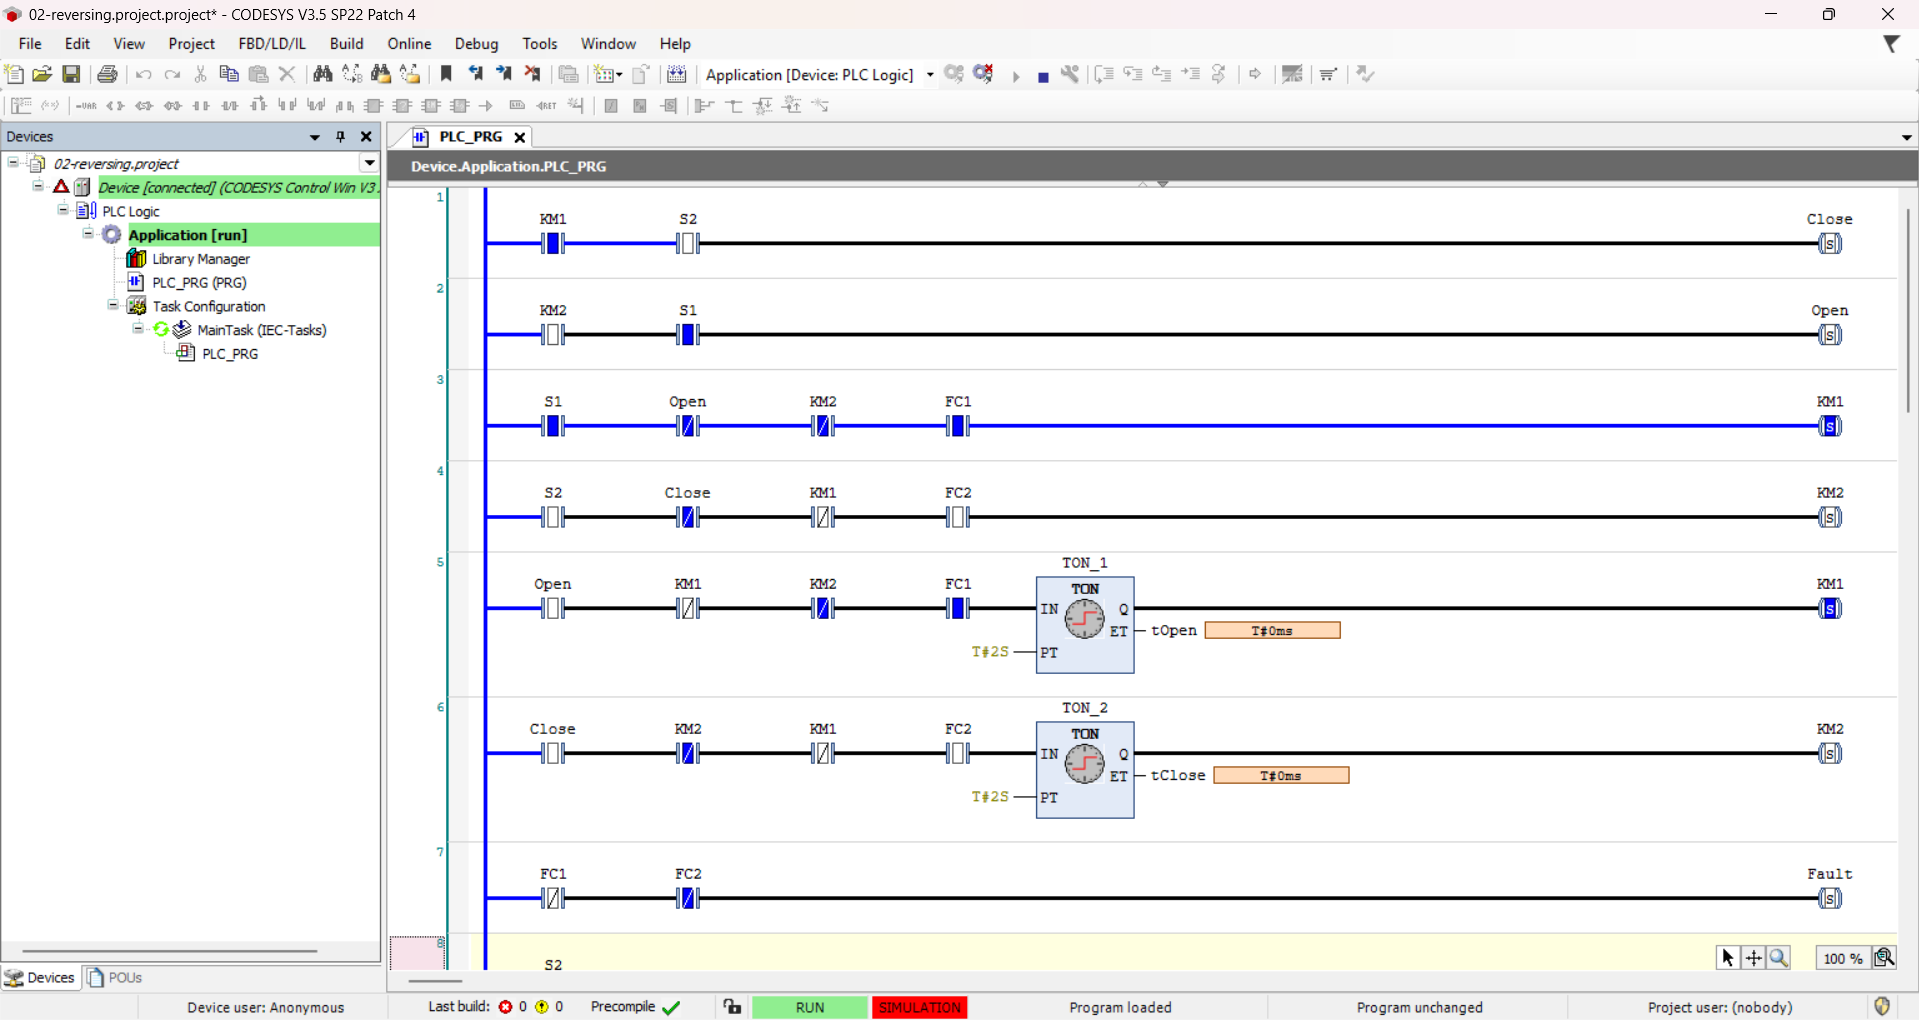 02-reversing.project.project* - CODESYS V3.5 SP22 Patch 4
File Edit View Project FBD/LD/IL Build Online Debug Tools Window Help
Application [Device: PLC Logic]
Devices
02-reversing.project
Device [connected] (CODESYS Control Win V3
PLC Logic
Application [run]
Library Manager
PLC_PRG (PRG)
Task Configuration
MainTask (IEC-Tasks)
PLC_PRG
Devices POUs
PLC_PRG
Device.Application.PLC_PRG
1
KM1 S2 Close
S
2
KM2 S1 Open
S
3
S1 Open KM2 FC1 KM1
S
4
S2 Close KM1 FC2 KM2
S
5
TON_1
Open KM1 KM2 FC1 TON KM1
IN Q S
ET tOpen T#0ms
T#2S PT
6
TON_2
Close KM2 KM1 FC2 TON KM2
IN Q S
ET tClose T#0ms
T#2S PT
7
FC1 FC2 Fault
S
8
S2
100 %
Device user: Anonymous Last build: 0 0 Precompile RUN SIMULATION Program loaded Program unchanged Project user: (nobody)